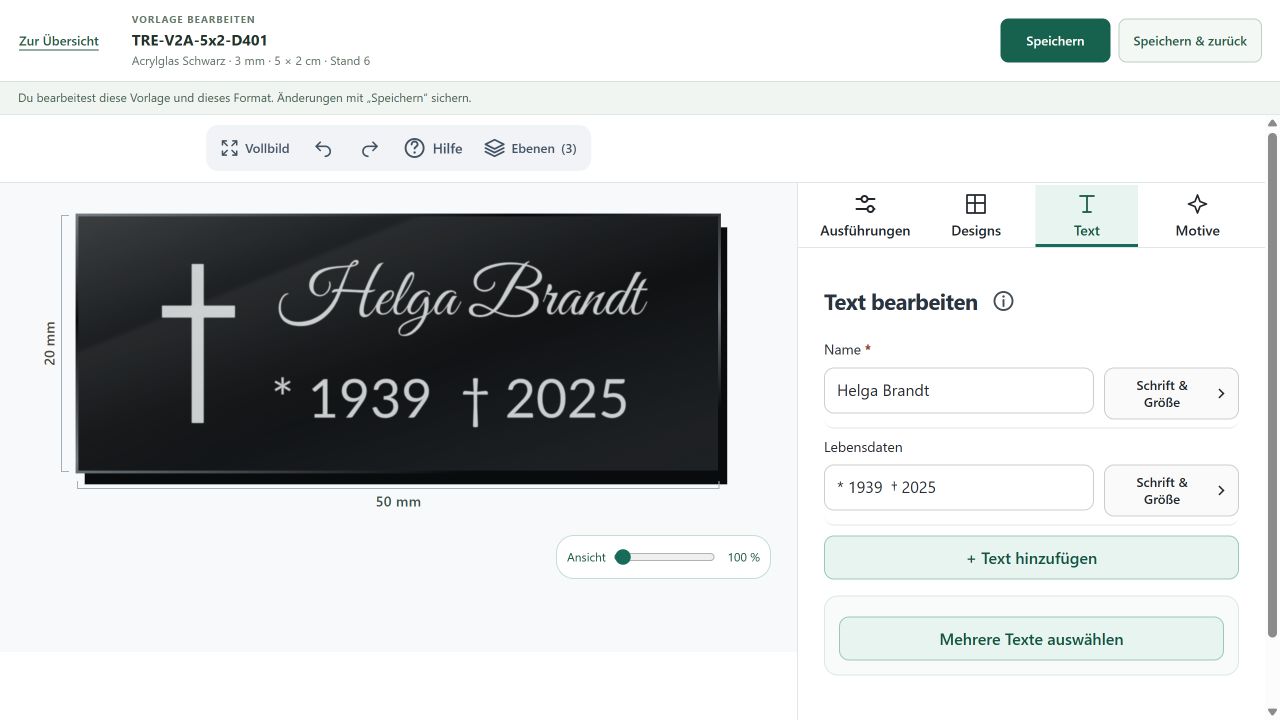 Zur Übersicht
VORLAGE BEARBEITEN
TRE-V2A-5x2-D401
Acrylglas Schwarz · 3 mm · 5 × 2 cm · Stand 6
Speichern
Speichern & zurück
Du bearbeitest diese Vorlage und dieses Format. Änderungen mit „Speichern“ sichern.
Vollbild
Hilfe
Ebenen (3)
20 mm
Helga Brandt
* 1939 † 2025
50 mm
Ansicht
100 %
Ausführungen
Designs
Text
Motive
Text bearbeiten
Name *
Helga Brandt
Schrift &
Größe
Lebensdaten
* 1939 † 2025
Schrift &
Größe
+ Text hinzufügen
Mehrere Texte auswählen